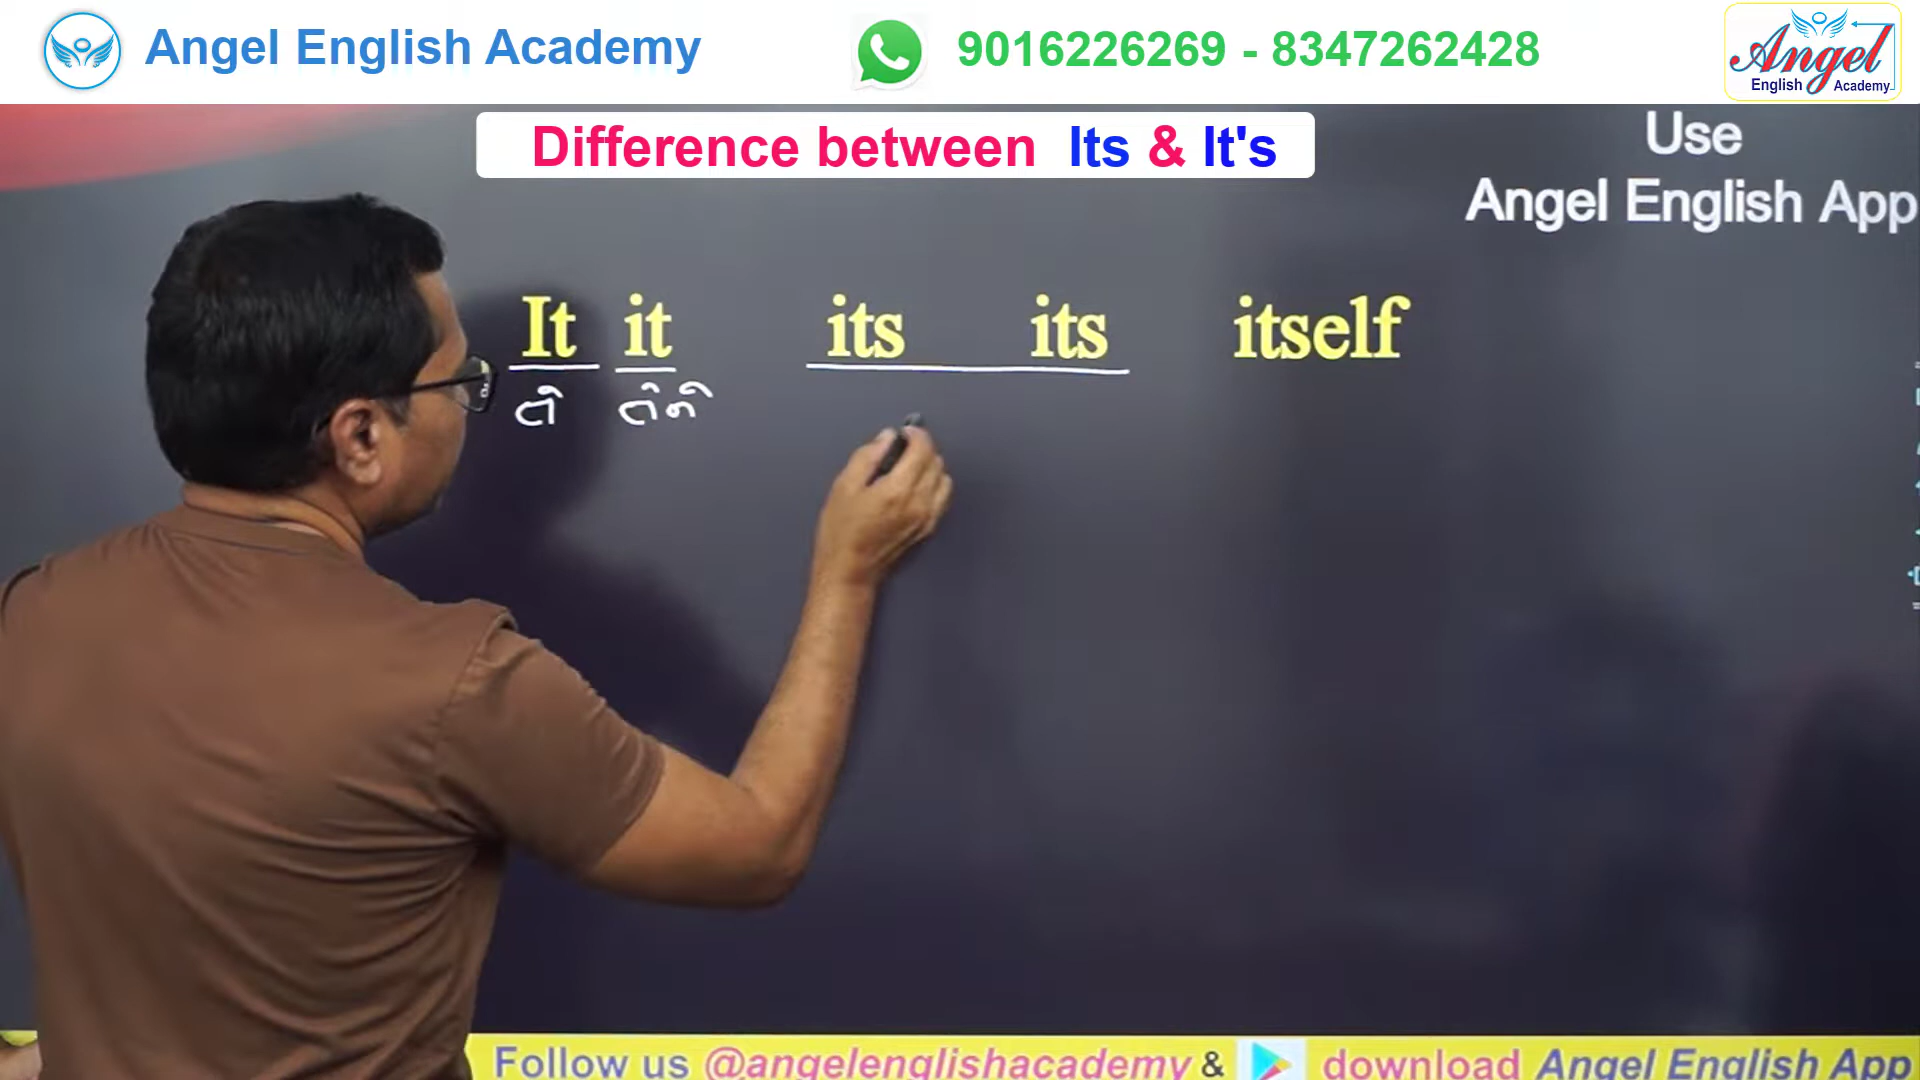 Angel English Academy
9016226269 - 8347262428
Angel
English Academy
Difference between Its & It's
Use
Angel English App
It it its its itself
તે તેને
Follow us @angelenglishacademy & download Angel English App